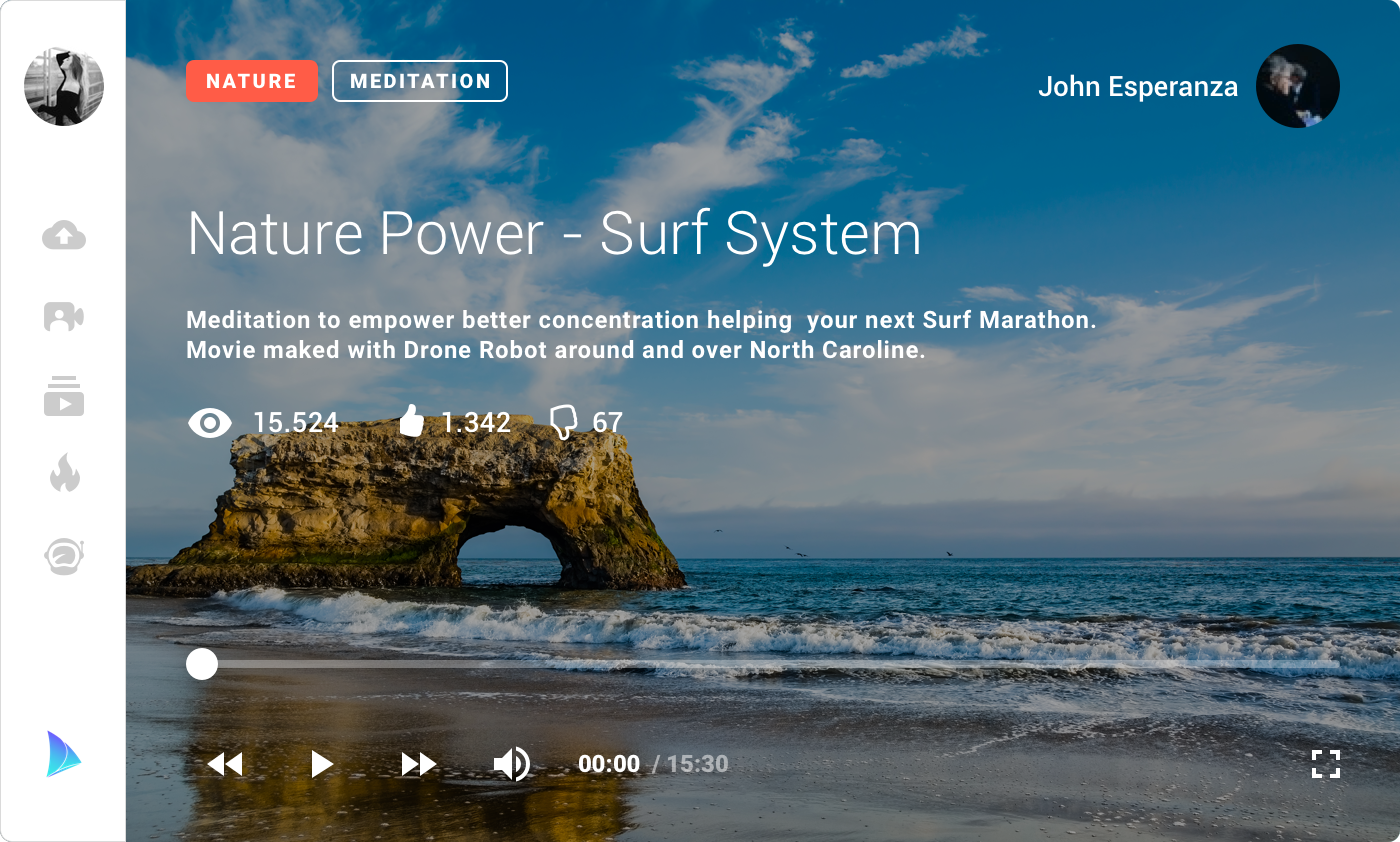 NATURE
MEDITATION
John Esperanza
Nature Power - Surf System
Meditation to empower better concentration helping  your next Surf Marathon.
Movie maked with Drone Robot around and over North Caroline.
15.524
1.342
67
00:00 / 15:30